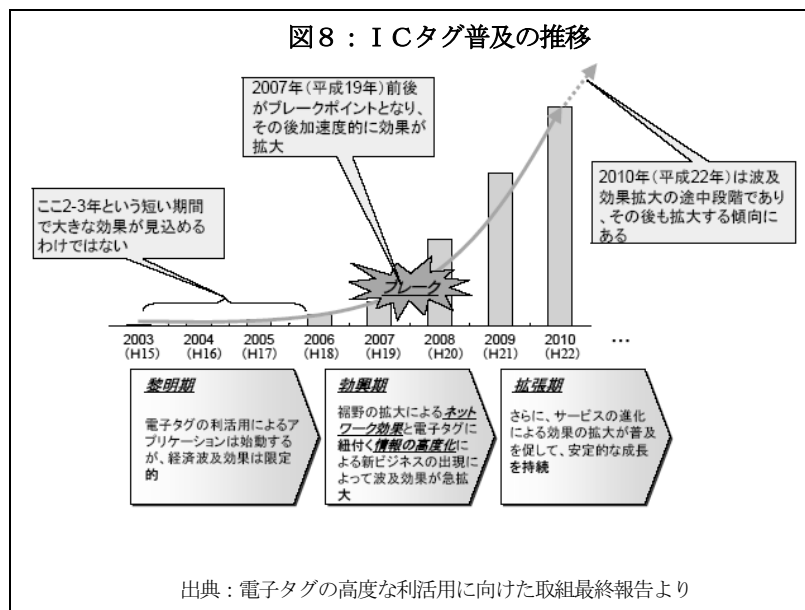 図８：ＩＣタグ普及の推移
2007年(平成19年)前後
がブレークポイントとなり、
その後加速度的に効果が
拡大
2010年(平成22年)は波及
効果拡大の途中段階であり
、その後も拡大する傾向に
ある
ここ2-3年という短い期間
で大きな効果が見込める
わけではない
ブレーク
2003 2004 2005 2006 2007 2008 2009 2010 …
(H15) (H16) (H17) (H18) (H19) (H20) (H21) (H22)
黎明期
電子タグの利活用によるア
プリケーションは始動する
が、経済波及効果は限定
的
勃興期
裾野の拡大によるネット
ワーク効果と電子タグに
紐付く情報の高度化に
よる新ビジネスの出現に
よって波及効果が急拡
大
拡張期
さらに、サービスの進化
による効果の拡大が普及
を促して、安定的な成長
を持続
出典：電子タグの高度な利活用に向けた取組最終報告より